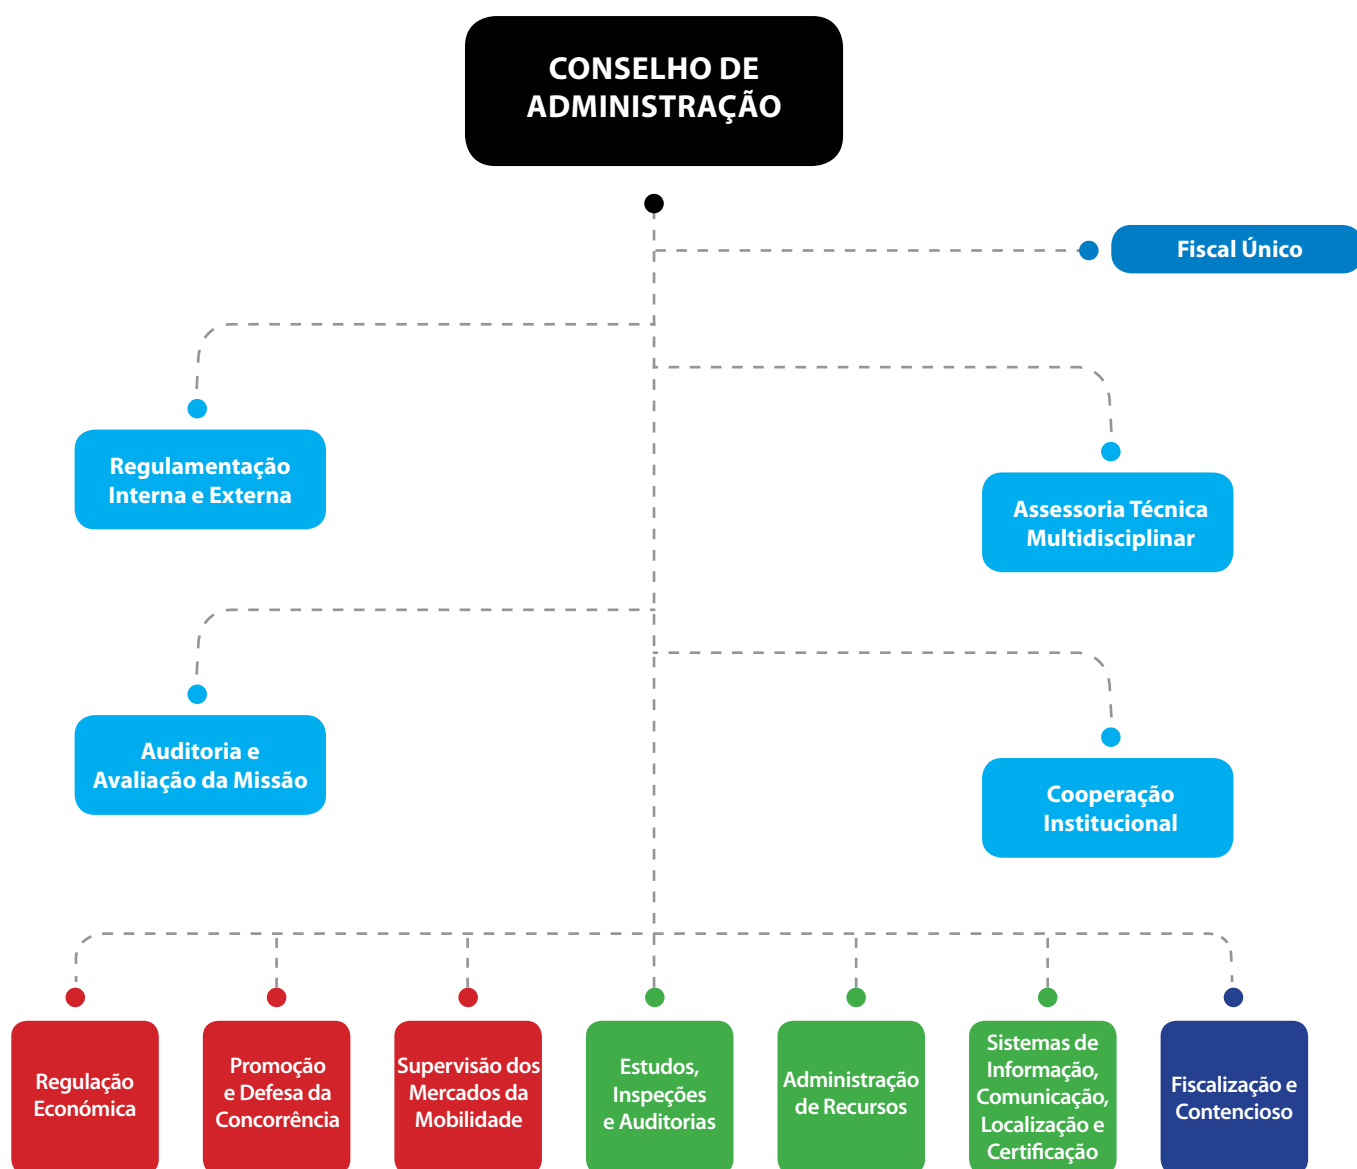 CONSELHO DE
ADMINISTRAÇÃO
Fiscal Único
Regulamentação
Interna e Externa
Assessoria Técnica
Multidisciplinar
Auditoria e
Avaliação da Missão
Cooperação
Institucional
Regulação
Económica
Promoção
e Defesa da
Concorrência
Supervisão dos
Mercados da
Mobilidade
Estudos,
Inspeções
e Auditorias
Administração
de Recursos
Sistemas de
Informação,
Comunicação,
Localização e
Certificação
Fiscalização e
Contencioso